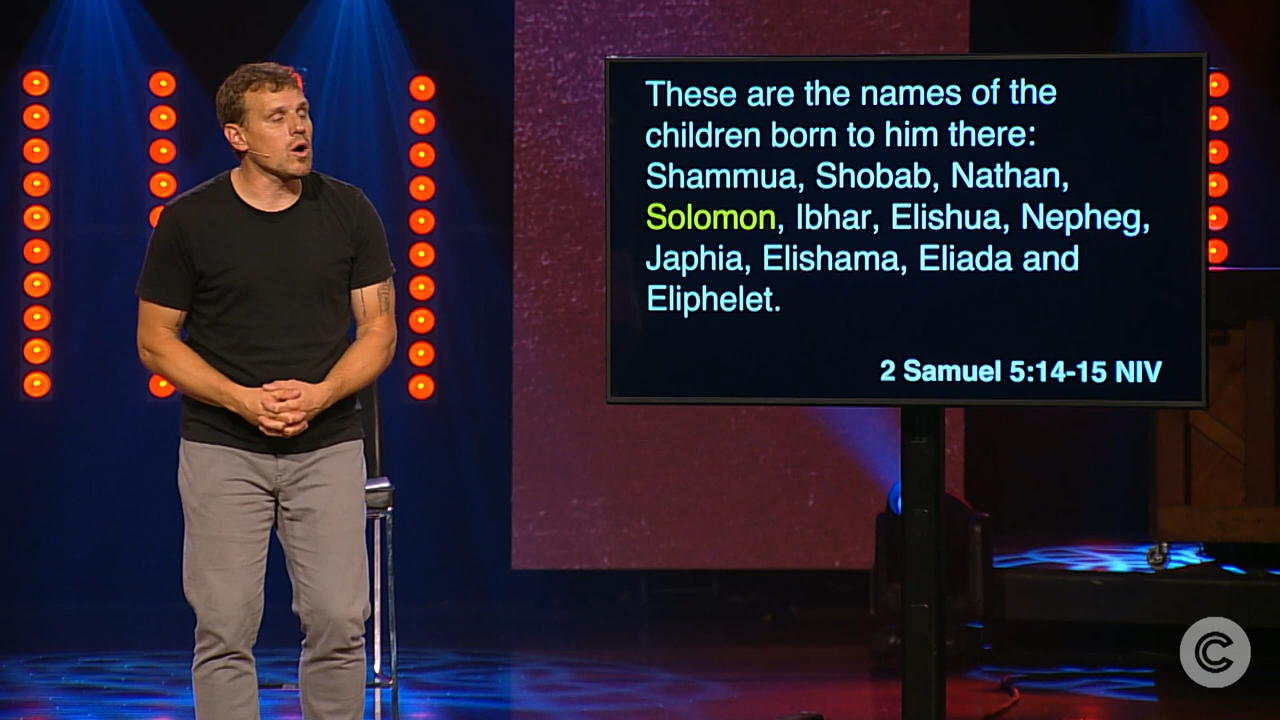 These are the names of the
children born to him there:
Shammua, Shobab, Nathan,
Solomon, Ibhar, Elishua, Nepheg,
Japhia, Elishama, Eliada and
Eliphelet.
2 Samuel 5:14-15 NIV
C